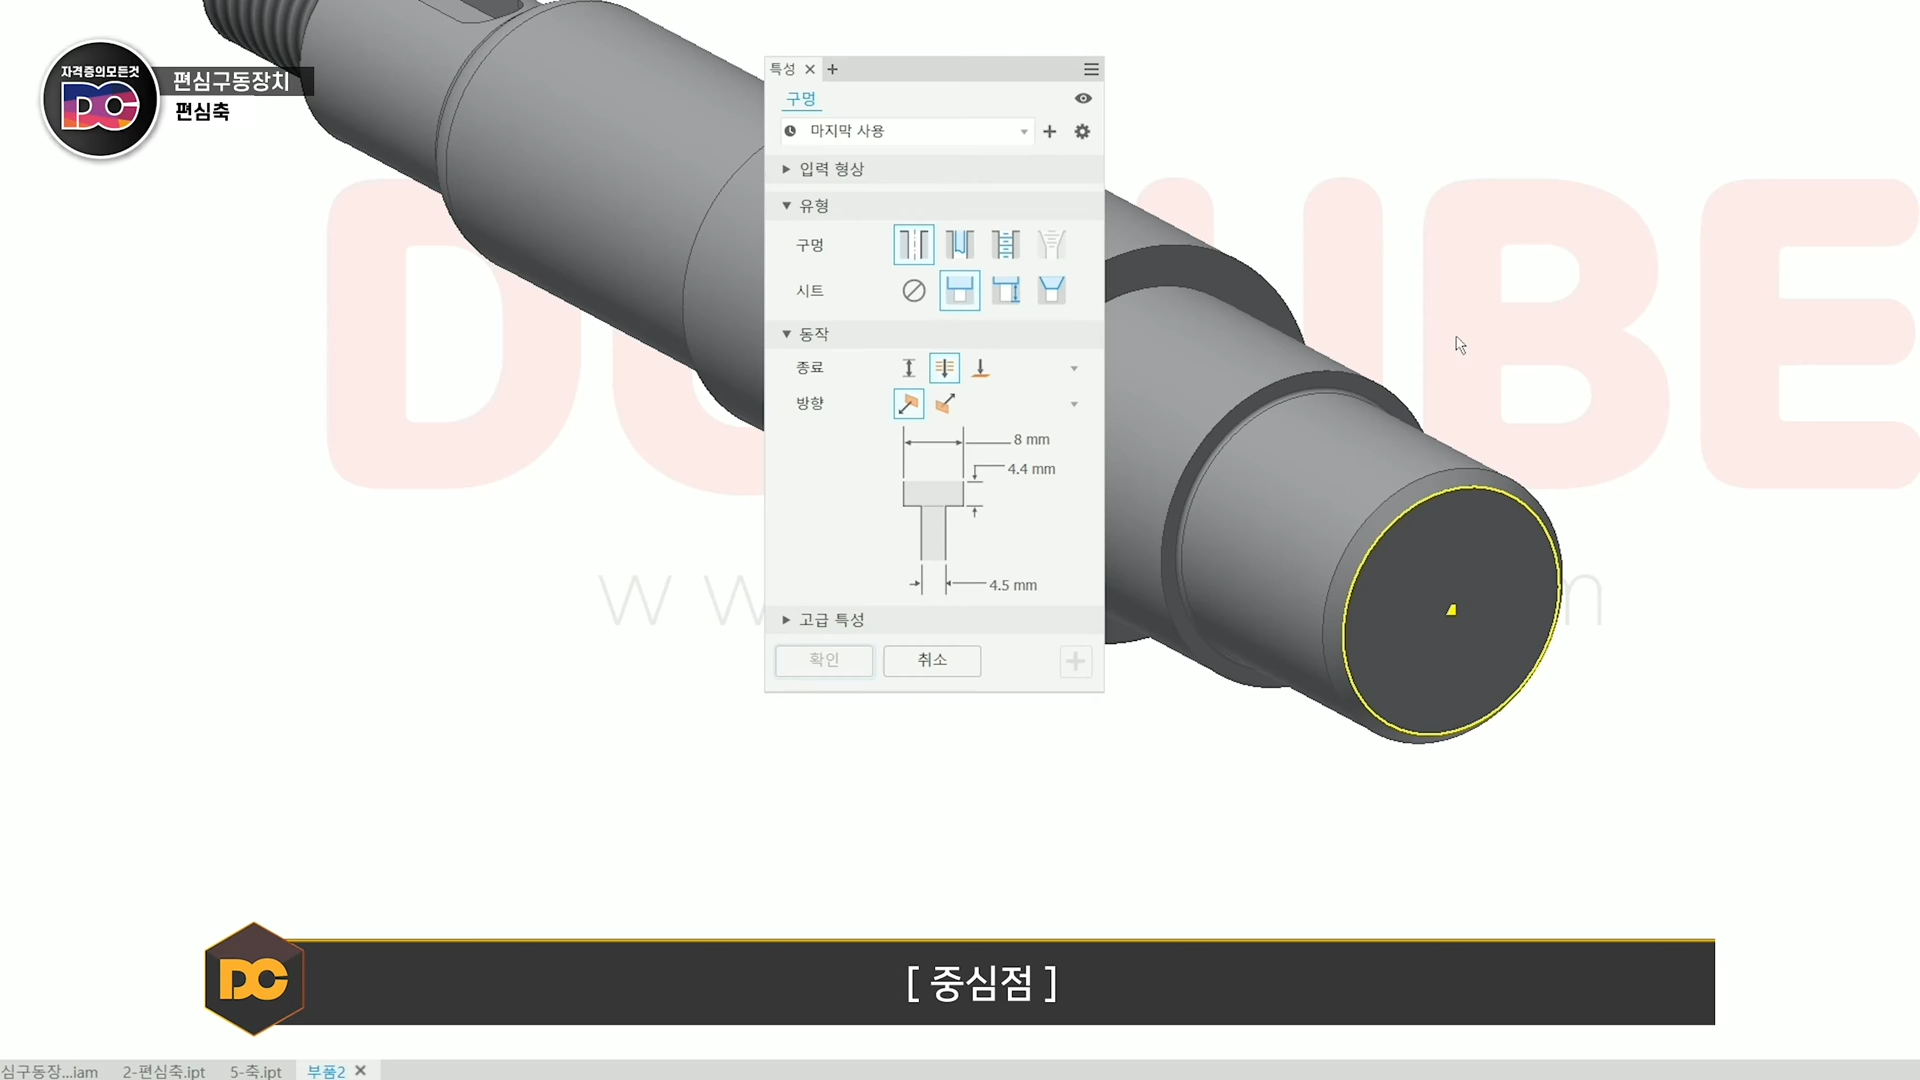 자격증의모든것
DC
편심구동장치
편심축
특성
구멍
마지막 사용
입력 형상
유형
구멍
시트
동작
종료
방향
8 mm
4.4 mm
4.5 mm
고급 특성
확인
취소
[ 중심점 ]
DC
심구동장...iam
2-편심축.ipt
5-축.ipt
부품2